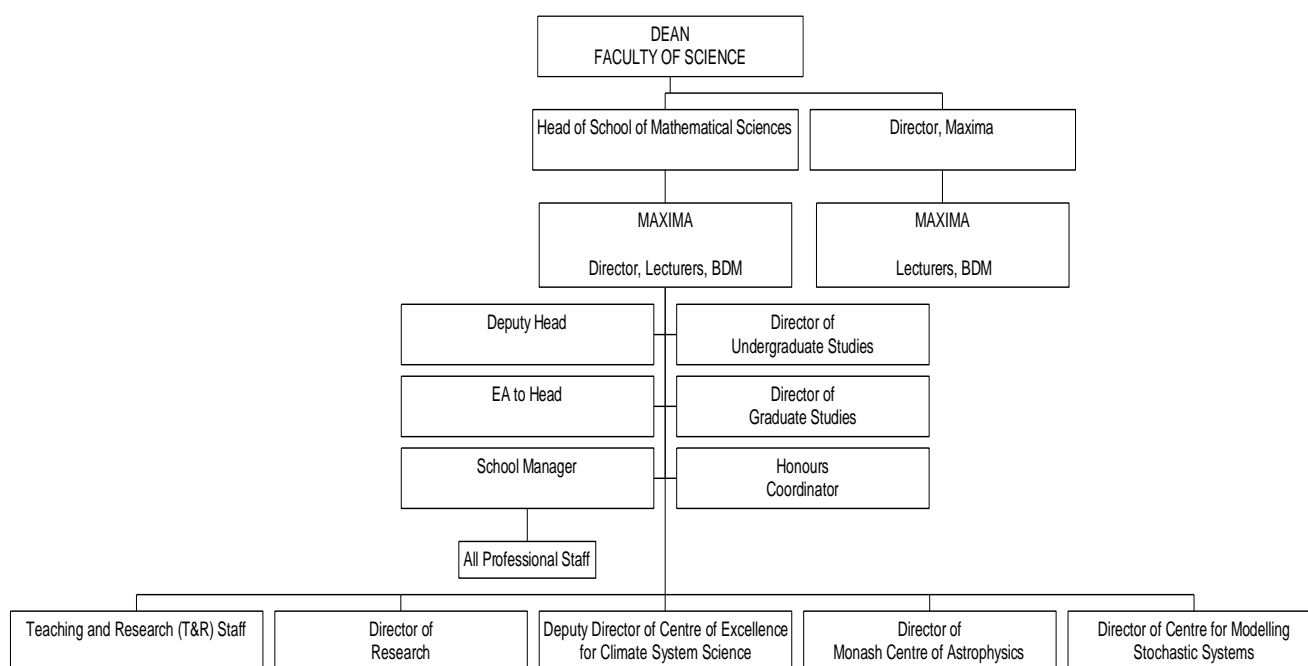 DEAN
FACULTY OF SCIENCE
Head of School of Mathematical Sciences
Director, Maxima
MAXIMA
Director, Lecturers, BDM
MAXIMA
Lecturers, BDM
Deputy Head
Director of
Undergraduate Studies
EA to Head
Director of
Graduate Studies
School Manager
Honours
Coordinator
All Professional Staff
Teaching and Research (T&R) Staff
Director of
Research
Deputy Director of Centre of Excellence
for Climate System Science
Director of
Monash Centre of Astrophysics
Director of Centre for Modelling
Stochastic Systems